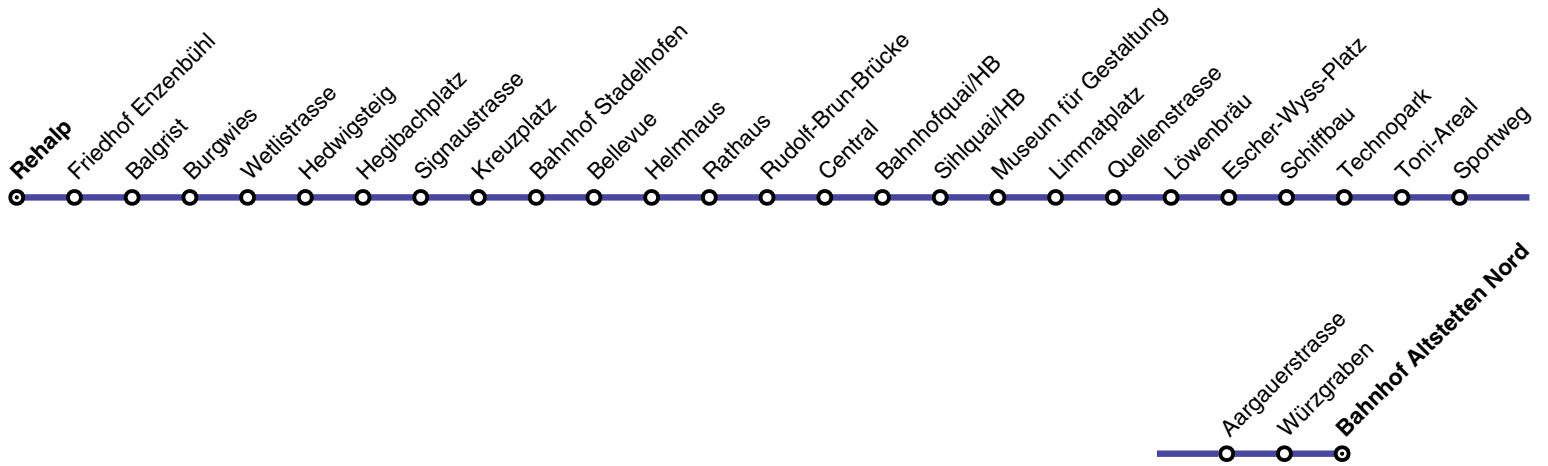 Rehalp
Friedhof Enzenbühl
Balgrist
Burgwies
Wetlistrasse
Hedwigsteig
Hegibachplatz
Signaustrasse
Kreuzplatz
Bahnhof Stadelhofen
Bellevue
Helmhaus
Rathaus
Rudolf-Brun-Brücke
Central
Bahnhofquai/HB
Sihlquai/HB
Museum für Gestaltung
Limmatplatz
Quellenstrasse
Löwenbräu
Escher-Wyss-Platz
Schiffbau
Technopark
Toni-Areal
Sportweg
Aargauerstrasse
Würzgraben
Bahnhof Altstetten Nord